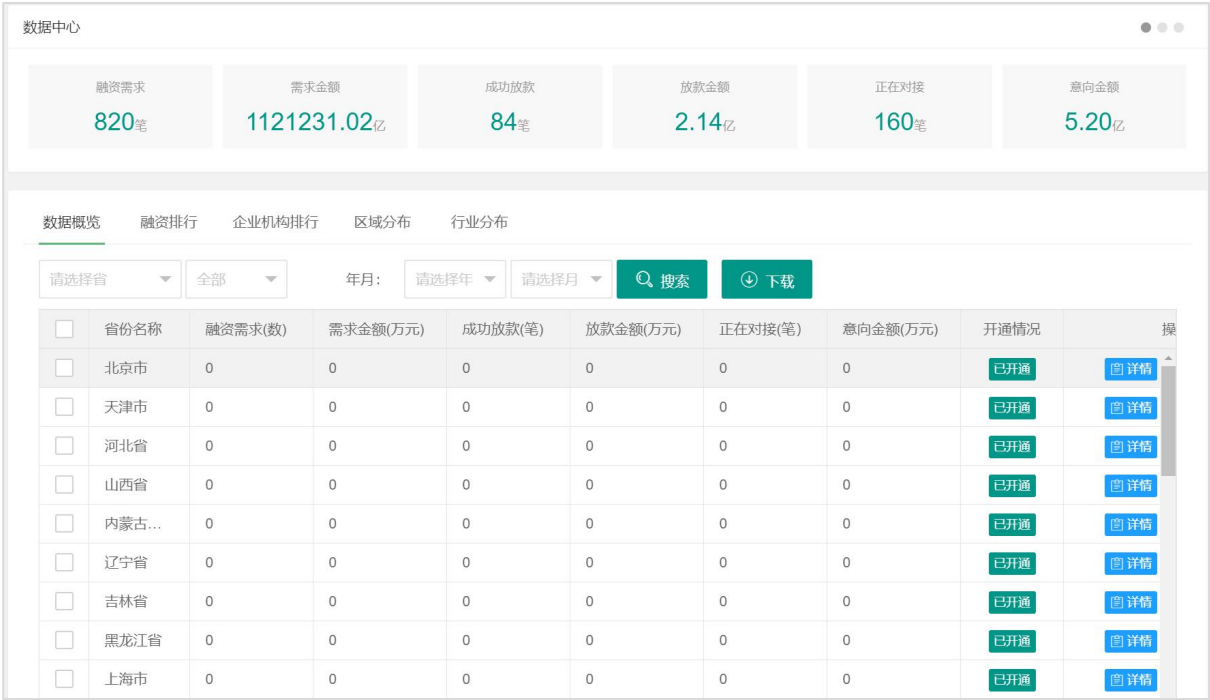 数据中心
融资需求 需求金额 成功放款 放款金额 正在对接 意向金额
820笔 1121231.02亿 84笔 2.14亿 160笔 5.20亿
数据概览 融资排行 企业机构排行 区域分布 行业分布
请选择省 全部 年月： 请选择年 请选择月 搜索 下载
省份名称 融资需求(数) 需求金额(万元) 成功放款(笔) 放款金额(万元) 正在对接(笔) 意向金额(万元) 开通情况 操
北京市 0 0 0 0 0 0 已开通 详情
天津市 0 0 0 0 0 0 已开通 详情
河北省 0 0 0 0 0 0 已开通 详情
山西省 0 0 0 0 0 0 已开通 详情
内蒙古... 0 0 0 0 0 0 已开通 详情
辽宁省 0 0 0 0 0 0 已开通 详情
吉林省 0 0 0 0 0 0 已开通 详情
黑龙江省 0 0 0 0 0 0 已开通 详情
上海市 0 0 0 0 0 0 已开通 详情